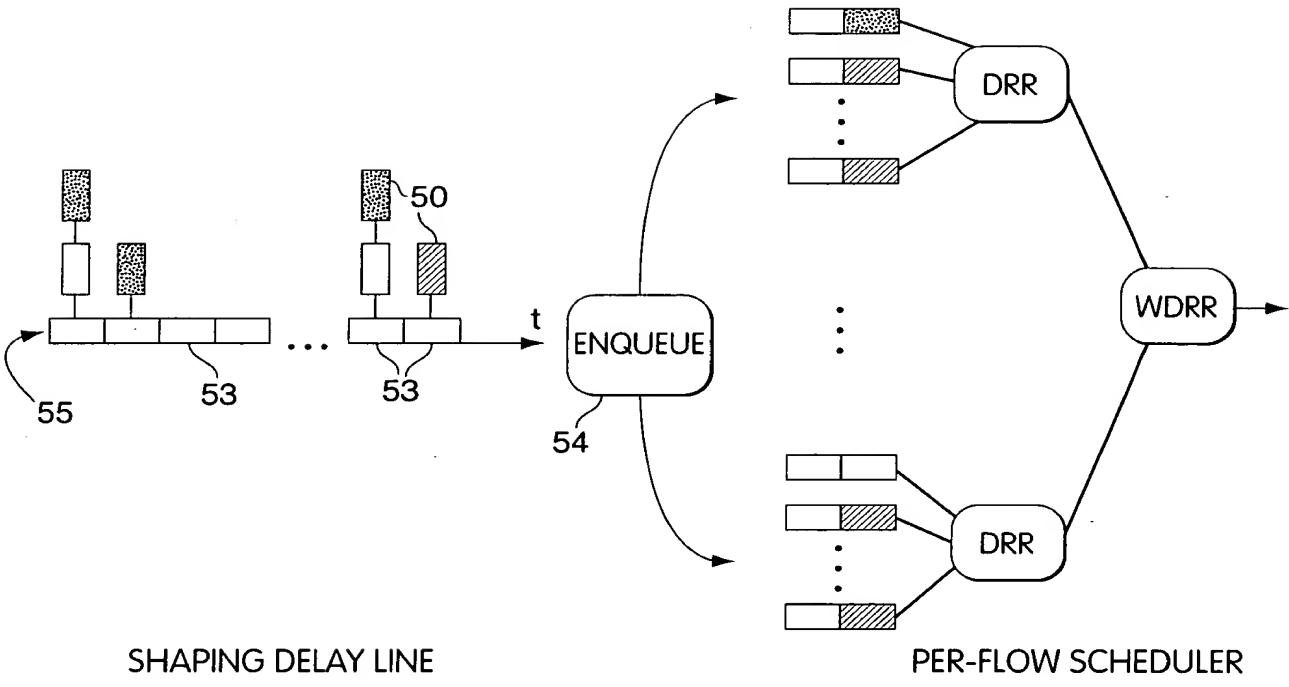 DRR
50
t
ENQUEUE
WDRR
53
53
55
54
DRR
SHAPING DELAY LINE
PER-FLOW SCHEDULER